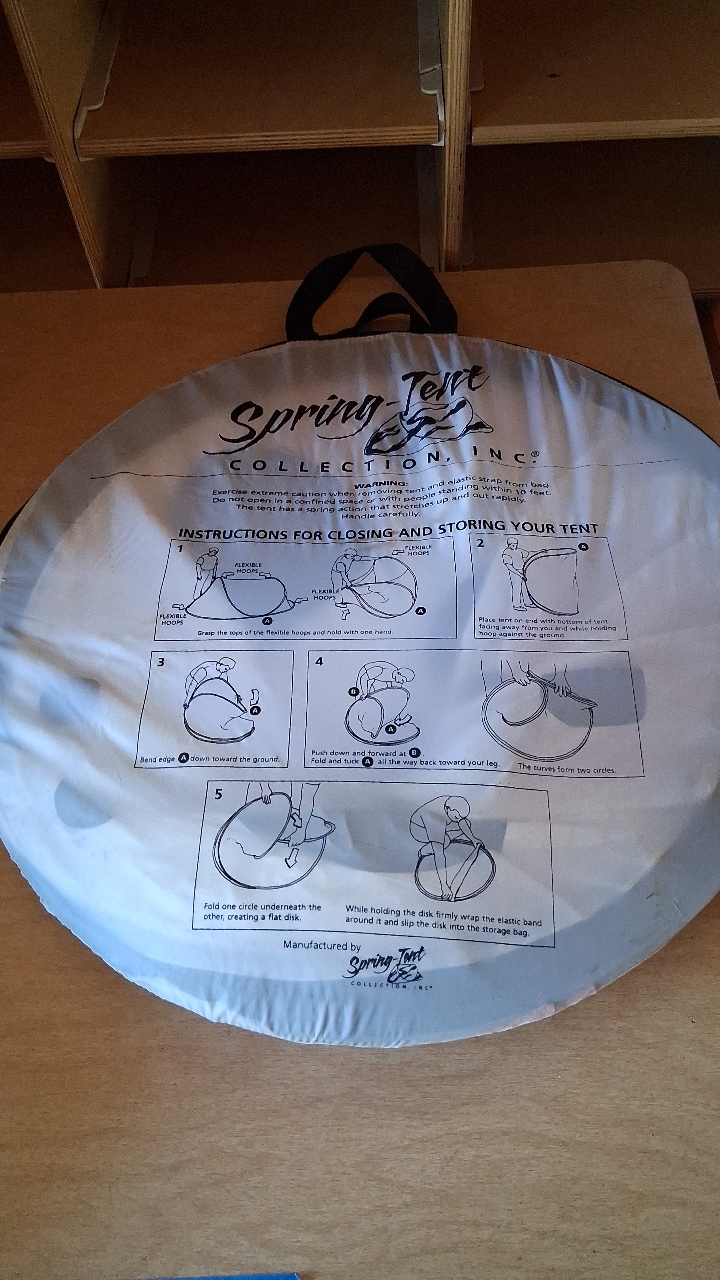 Spring-Tent
COLLECTION, INC.®
WARNING:
Exercise extreme caution when removing tent and elastic strap from bag.
Do not open in a confined space or with people standing within 10 feet.
The tent has a spring action that stretches up and out rapidly.
Handle carefully.
INSTRUCTIONS FOR CLOSING AND STORING YOUR TENT
1
FLEXIBLE
HOOPS
FLEXIBLE
HOOPS
A
FLEXIBLE
HOOPS
FLEXIBLE
HOOPS
A
Grasp the tops of the flexible hoops and hold with one hand.
2
A
Place tent on end with bottom of tent
facing away from you and while holding
hoop against the ground.
3
A
Bend edge A down toward the ground.
4
B
A
Push down and forward at B.
Fold and tuck A all the way back toward your leg.
The curves form two circles.
5
Fold one circle underneath the
other, creating a flat disk.
While holding the disk firmly wrap the elastic band
around it and slip the disk into the storage bag.
Manufactured by
Spring-Tent
COLLECTION, INC®